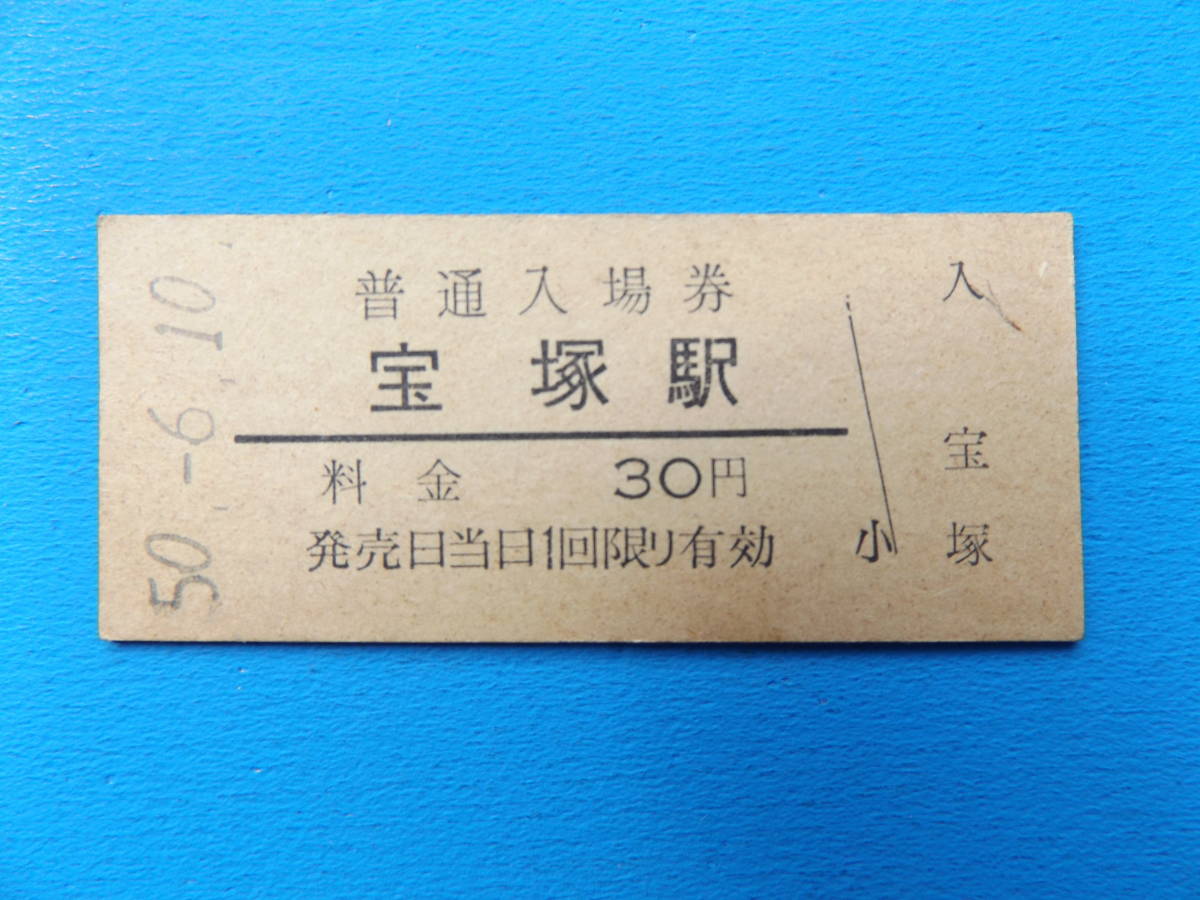 50.-6.10
普通入場券
宝塚駅
料金 30円
発売日当日1回限り有効
小
入
宝塚